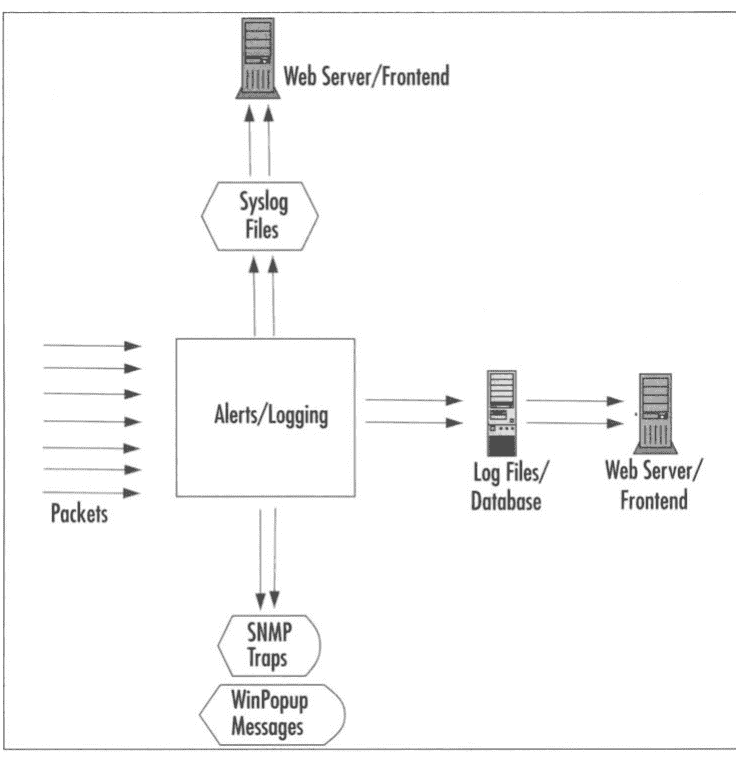 Web Server/Frontend
Syslog
Files
Alerts/Logging
Packets
Log Files/
Database
Web Server/
Frontend
SNMP
Traps
WinPopup
Messages